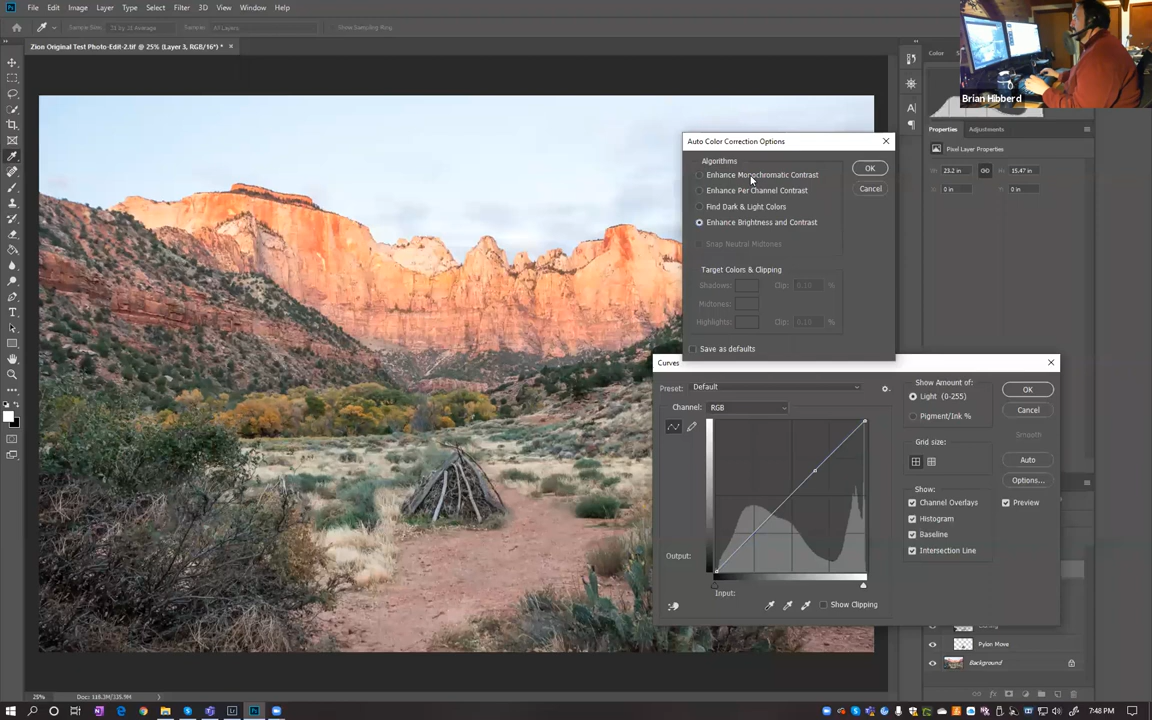 File Edit Image Layer Type Select Filter 3D View Window Help
Sample Size: 31 by 31 Average Sample: All Layers Show Sampling Ring
Zion Original Test Photo-Edit-2.tif @ 25% (Layer 3, RGB/16*) * ×
Brian Hibberd
Color
Properties Adjustments
Pixel Layer Properties
W: 23.2 in H: 15.47 in
X: 0 in Y: 0 in
Auto Color Correction Options
Algorithms
Enhance Monochromatic Contrast
Enhance Per Channel Contrast
Find Dark & Light Colors
Enhance Brightness and Contrast
Snap Neutral Midtones
OK
Cancel
Target Colors & Clipping
Shadows: Clip: 0.10 %
Midtones:
Highlights: Clip: 0.10 %
Save as defaults
Curves
Preset: Default
Channel: RGB
Output:
Input:
Show Clipping
Show Amount of:
Light (0-255)
Pigment/Ink %
Grid size:
Show:
Channel Overlays
Histogram
Baseline
Intersection Line
OK
Cancel
Smooth
Auto
Options...
Preview
Pylon Move
Background
25% Doc: 118.3M/335.9M
7:48 PM